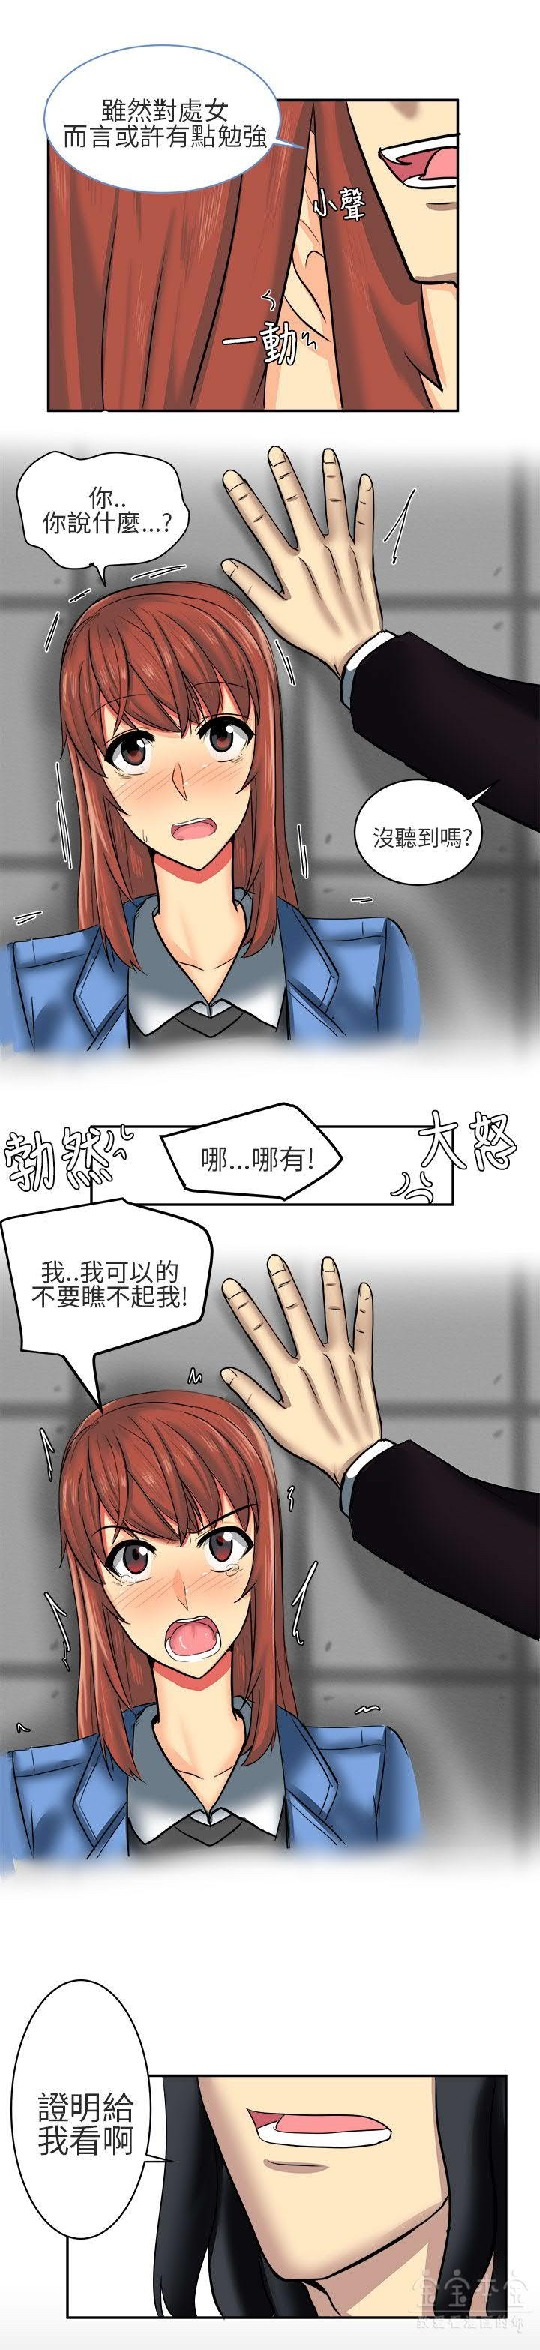 雖然對處女
而言或許有點勉強
小聲
一動
你..
你說什麼...?
沒聽到嗎?
勃然
哪...哪有!
大怒
我..我可以的
不要瞧不起我!
證明給
我看啊